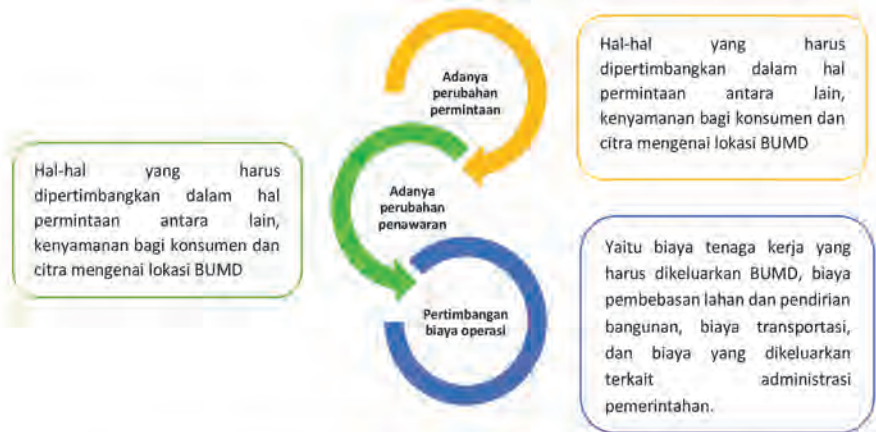 Adanya
perubahan
permintaan
Hal-hal yang harus
dipertimbangkan dalam hal
permintaan antara lain,
kenyamanan bagi konsumen dan
citra mengenai lokasi BUMD
Hal-hal yang harus
dipertimbangkan dalam hal
permintaan antara lain,
kenyamanan bagi konsumen dan
citra mengenai lokasi BUMD
Adanya
perubahan
penawaran
Pertimbangan
biaya operasi
Yaitu biaya tenaga kerja yang
harus dikeluarkan BUMD, biaya
pembebasan lahan dan pendirian
bangunan, biaya transportasi,
dan biaya yang dikeluarkan
terkait administrasi
pemerintahan.